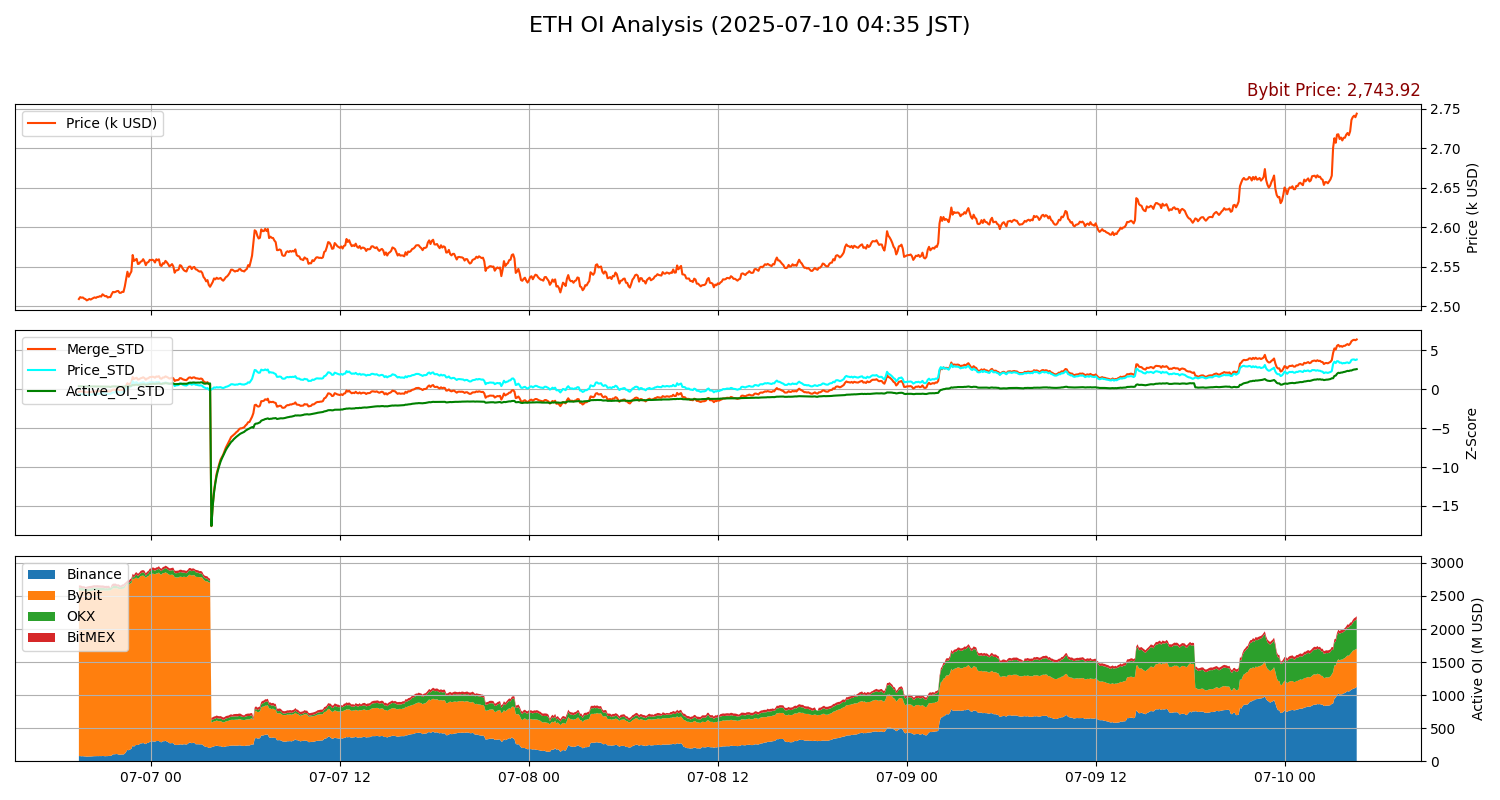 ETH OI Analysis (2025-07-10 04:35 JST)
Bybit Price: 2,743.92
Price (k USD)
2.75
2.70
2.65
2.60
2.55
2.50
Price (k USD)
Merge_STD
Price_STD
Active_OI_STD
5
0
−5
−10
−15
Z-Score
Binance
Bybit
OKX
BitMEX
3000
2500
2000
1500
1000
500
0
Active OI (M USD)
07-07 00
07-07 12
07-08 00
07-08 12
07-09 00
07-09 12
07-10 00